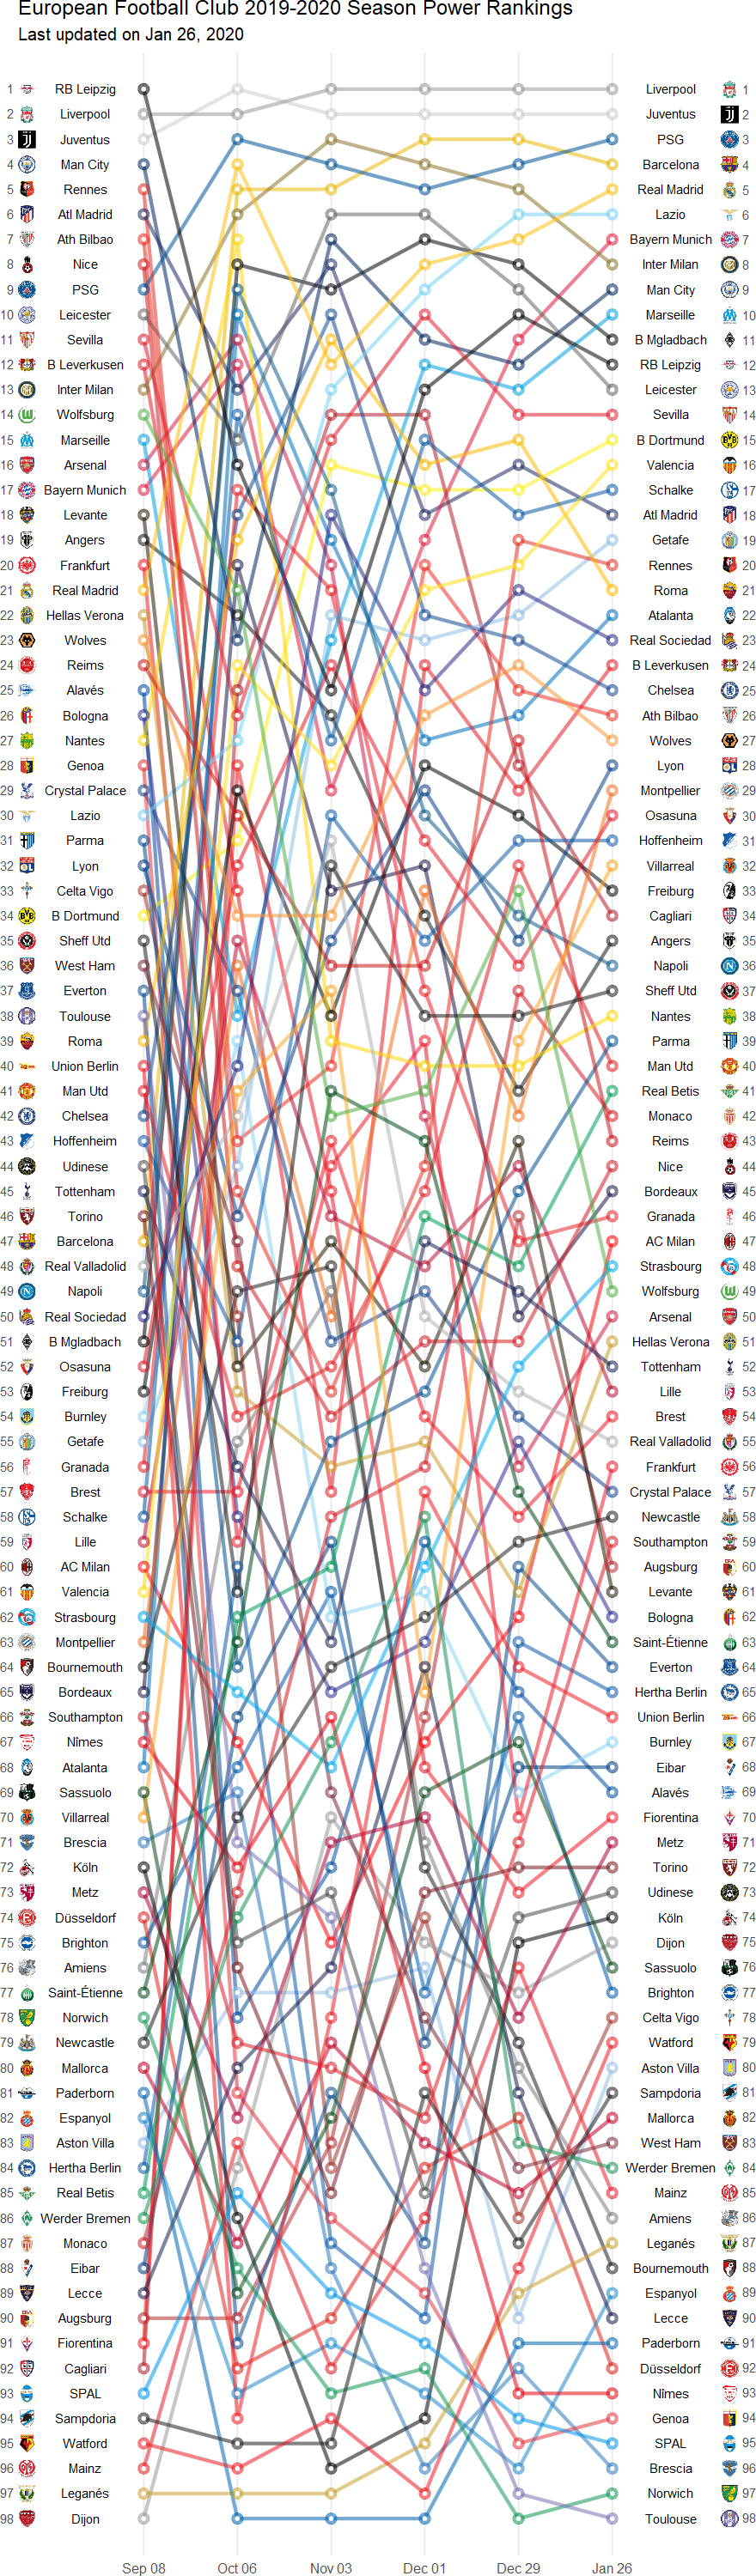 European Football Club 2019-2020 Season Power Rankings
Last updated on Jan 26, 2020
1 RB Leipzig Liverpool 1
2 Liverpool Juventus 2
3 Juventus PSG 3
4 Man City Barcelona 4
5 Rennes Real Madrid 5
6 Atl Madrid Lazio 6
7 Ath Bilbao Bayern Munich 7
8 Nice Inter Milan 8
9 PSG Man City 9
10 Leicester Marseille 10
11 Sevilla B Mgladbach 11
12 B Leverkusen RB Leipzig 12
13 Inter Milan Leicester 13
14 Wolfsburg Sevilla 14
15 Marseille B Dortmund 15
16 Arsenal Valencia 16
17 Bayern Munich Schalke 17
18 Levante Atl Madrid 18
19 Angers Getafe 19
20 Frankfurt Rennes 20
21 Real Madrid Roma 21
22 Hellas Verona Atalanta 22
23 Wolves Real Sociedad 23
24 Reims B Leverkusen 24
25 Alavés Chelsea 25
26 Bologna Ath Bilbao 26
27 Nantes Wolves 27
28 Genoa Lyon 28
29 Crystal Palace Montpellier 29
30 Lazio Osasuna 30
31 Parma Hoffenheim 31
32 Lyon Villarreal 32
33 Celta Vigo Freiburg 33
34 B Dortmund Cagliari 34
35 Sheff Utd Angers 35
36 West Ham Napoli 36
37 Everton Sheff Utd 37
38 Toulouse Nantes 38
39 Roma Parma 39
40 Union Berlin Man Utd 40
41 Man Utd Real Betis 41
42 Chelsea Monaco 42
43 Hoffenheim Reims 43
44 Udinese Nice 44
45 Tottenham Bordeaux 45
46 Torino Granada 46
47 Barcelona AC Milan 47
48 Real Valladolid Strasbourg 48
49 Napoli Wolfsburg 49
50 Real Sociedad Arsenal 50
51 B Mgladbach Hellas Verona 51
52 Osasuna Tottenham 52
53 Freiburg Lille 53
54 Burnley Brest 54
55 Getafe Real Valladolid 55
56 Granada Frankfurt 56
57 Brest Crystal Palace 57
58 Schalke Newcastle 58
59 Lille Southampton 59
60 AC Milan Augsburg 60
61 Valencia Levante 61
62 Strasbourg Bologna 62
63 Montpellier Saint-Étienne 63
64 Bournemouth Everton 64
65 Bordeaux Hertha Berlin 65
66 Southampton Union Berlin 66
67 Nîmes Burnley 67
68 Atalanta Eibar 68
69 Sassuolo Alavés 69
70 Villarreal Fiorentina 70
71 Brescia Metz 71
72 Köln Torino 72
73 Metz Udinese 73
74 Düsseldorf Köln 74
75 Brighton Dijon 75
76 Amiens Sassuolo 76
77 Saint-Étienne Brighton 77
78 Norwich Celta Vigo 78
79 Newcastle Watford 79
80 Mallorca Aston Villa 80
81 Paderborn Sampdoria 81
82 Espanyol Mallorca 82
83 Aston Villa West Ham 83
84 Hertha Berlin Werder Bremen 84
85 Real Betis Mainz 85
86 Werder Bremen Amiens 86
87 Monaco Leganés 87
88 Eibar Bournemouth 88
89 Lecce Espanyol 89
90 Augsburg Lecce 90
91 Fiorentina Paderborn 91
92 Cagliari Düsseldorf 92
93 SPAL Nîmes 93
94 Sampdoria Genoa 94
95 Watford SPAL 95
96 Mainz Brescia 96
97 Leganés Norwich 97
98 Dijon Toulouse 98
Sep 08 Oct 06 Nov 03 Dec 01 Dec 29 Jan 26